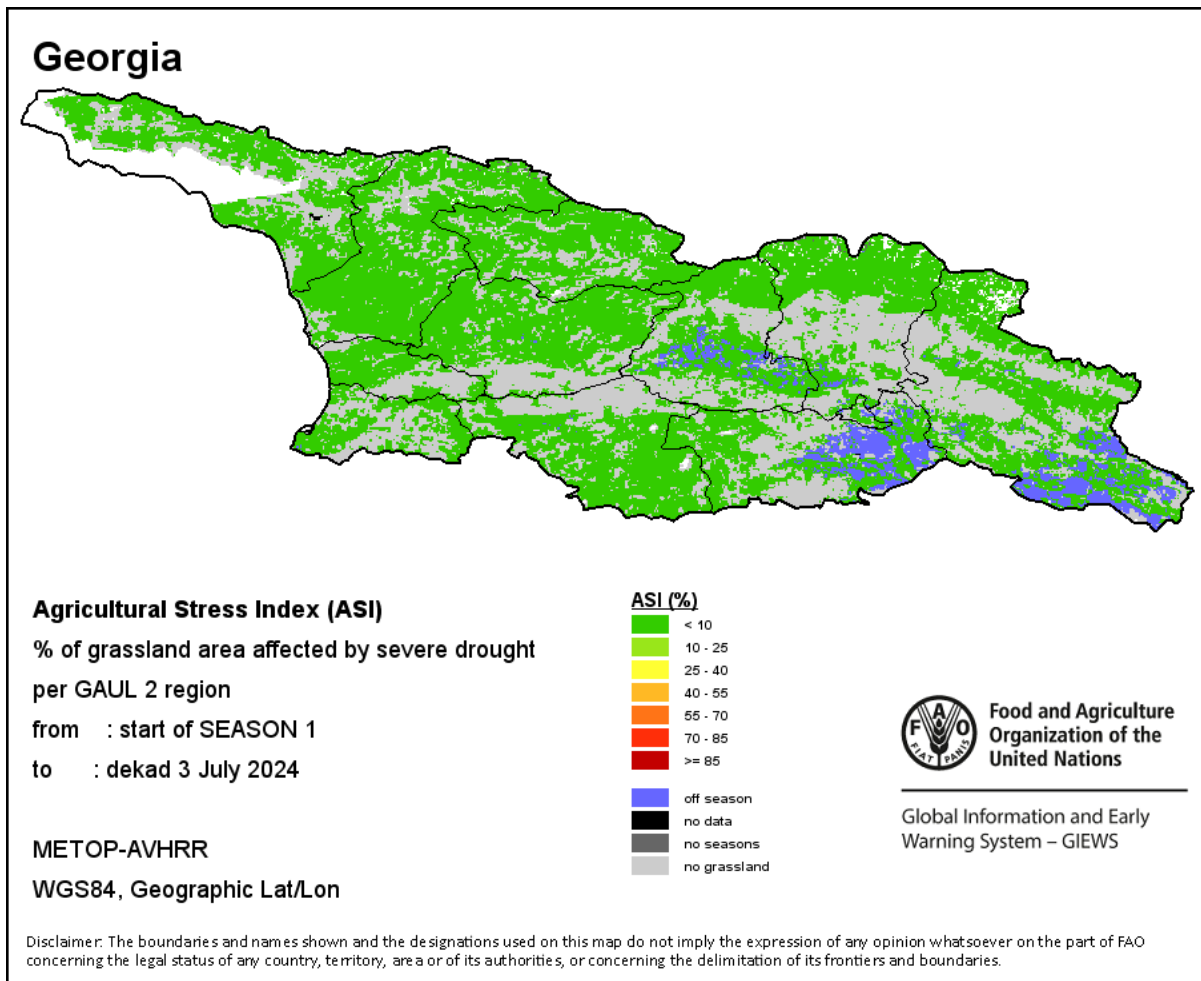 Georgia
Agricultural Stress Index (ASI)
% of grassland area affected by severe drought
per GAUL 2 region
from : start of SEASON 1
to : dekad 3 July 2024
METOP-AVHRR
WGS84, Geographic Lat/Lon
ASI (%)
< 10
10 - 25
25 - 40
40 - 55
55 - 70
70 - 85
>= 85
off season
no data
no seasons
no grassland
F A O
FIAT PANIS
Food and Agriculture
Organization of the
United Nations
Global Information and Early
Warning System – GIEWS
Disclaimer: The boundaries and names shown and the designations used on this map do not imply the expression of any opinion whatsoever on the part of FAO
concerning the legal status of any country, territory, area or of its authorities, or concerning the delimitation of its frontiers and boundaries.